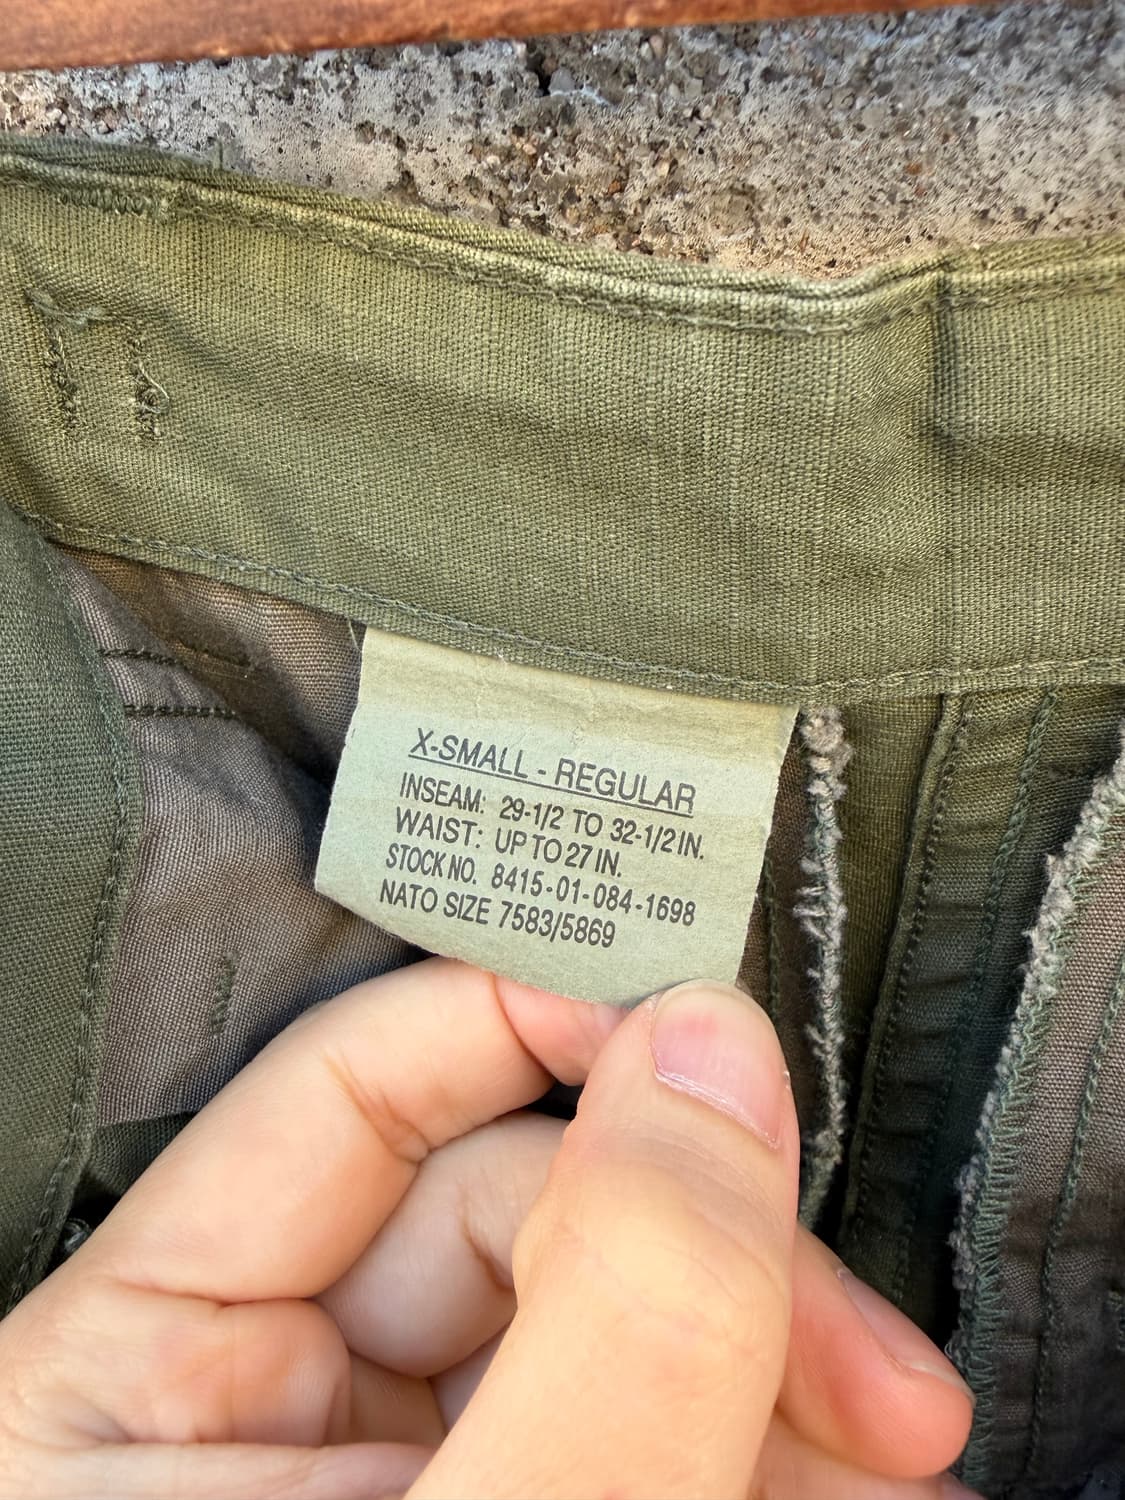 X-SMALL - REGULAR
INSEAM: 29-1/2 TO 32-1/2 IN.
WAIST: UP TO 27 IN.
STOCK NO. 8415-01-084-1698
NATO SIZE 7583/5869